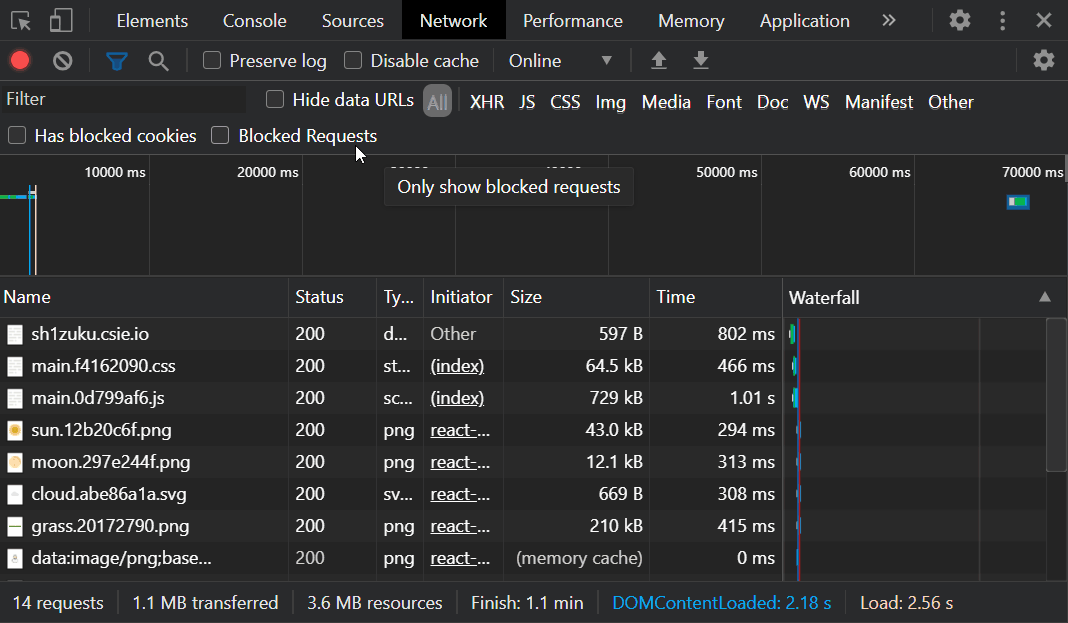 Elements Console Sources Network Performance Memory Application »
Preserve log Disable cache Online
Filter Hide data URLs All XHR JS CSS Img Media Font Doc WS Manifest Other
Has blocked cookies Blocked Requests
10000 ms 20000 ms 50000 ms 60000 ms 70000 ms
Only show blocked requests
Name Status Ty... Initiator Size Time Waterfall
sh1zuku.csie.io 200 d... Other 597 B 802 ms
main.f4162090.css 200 st... (index) 64.5 kB 466 ms
main.0d799af6.js 200 sc... (index) 729 kB 1.01 s
sun.12b20c6f.png 200 png react-... 43.0 kB 294 ms
moon.297e244f.png 200 png react-... 12.1 kB 313 ms
cloud.abe86a1a.svg 200 sv... react-... 669 B 308 ms
grass.20172790.png 200 png react-... 210 kB 415 ms
data:image/png;base... 200 png react-... (memory cache) 0 ms
14 requests 1.1 MB transferred 3.6 MB resources Finish: 1.1 min DOMContentLoaded: 2.18 s Load: 2.56 s